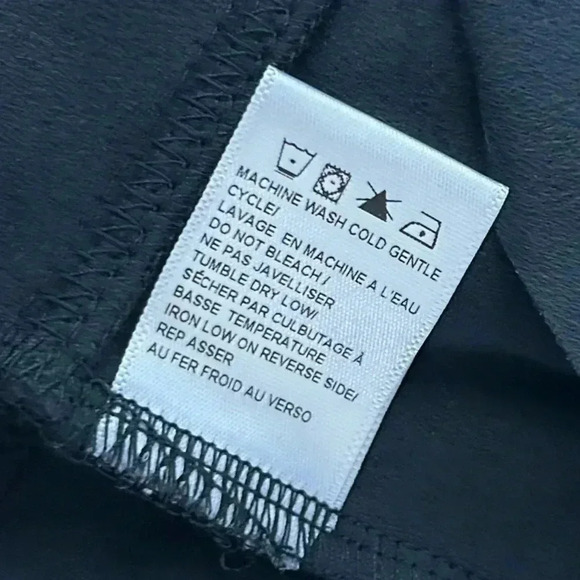 MACHINE WASH COLD GENTLE
CYCLE/
LAVAGE EN MACHINE A L'EAU
DO NOT BLEACH /
NE PAS JAVELLISER
TUMBLE DRY LOW/
SÉCHER PAR CULBUTAGE À
BASSE TEMPERATURE
IRON LOW ON REVERSE SIDE/
REP ASSER
AU FER FROID AU VERSO